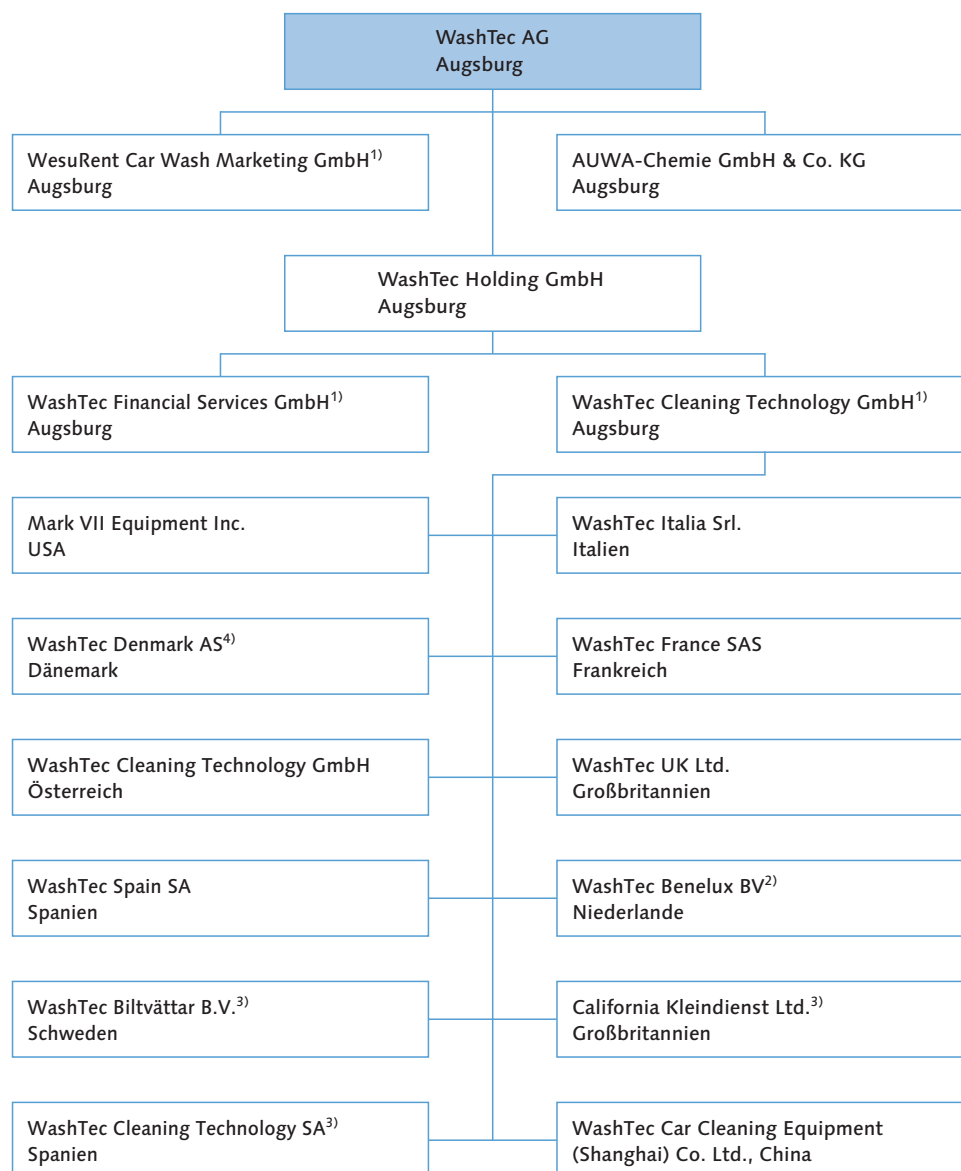 WashTec AG
Augsburg
WesuRent Car Wash Marketing GmbH1)
Augsburg
AUWA-Chemie GmbH & Co. KG
Augsburg
WashTec Holding GmbH
Augsburg
WashTec Financial Services GmbH1)
Augsburg
WashTec Cleaning Technology GmbH1)
Augsburg
Mark VII Equipment Inc.
USA
WashTec Italia Srl.
Italien
WashTec Denmark AS4)
Dänemark
WashTec France SAS
Frankreich
WashTec Cleaning Technology GmbH
Österreich
WashTec UK Ltd.
Großbritannien
WashTec Spain SA
Spanien
WashTec Benelux BV2)
Niederlande
WashTec Biltvättar B.V.3)
Schweden
California Kleindienst Ltd.3)
Großbritannien
WashTec Cleaning Technology SA3)
Spanien
WashTec Car Cleaning Equipment
(Shanghai) Co. Ltd., China